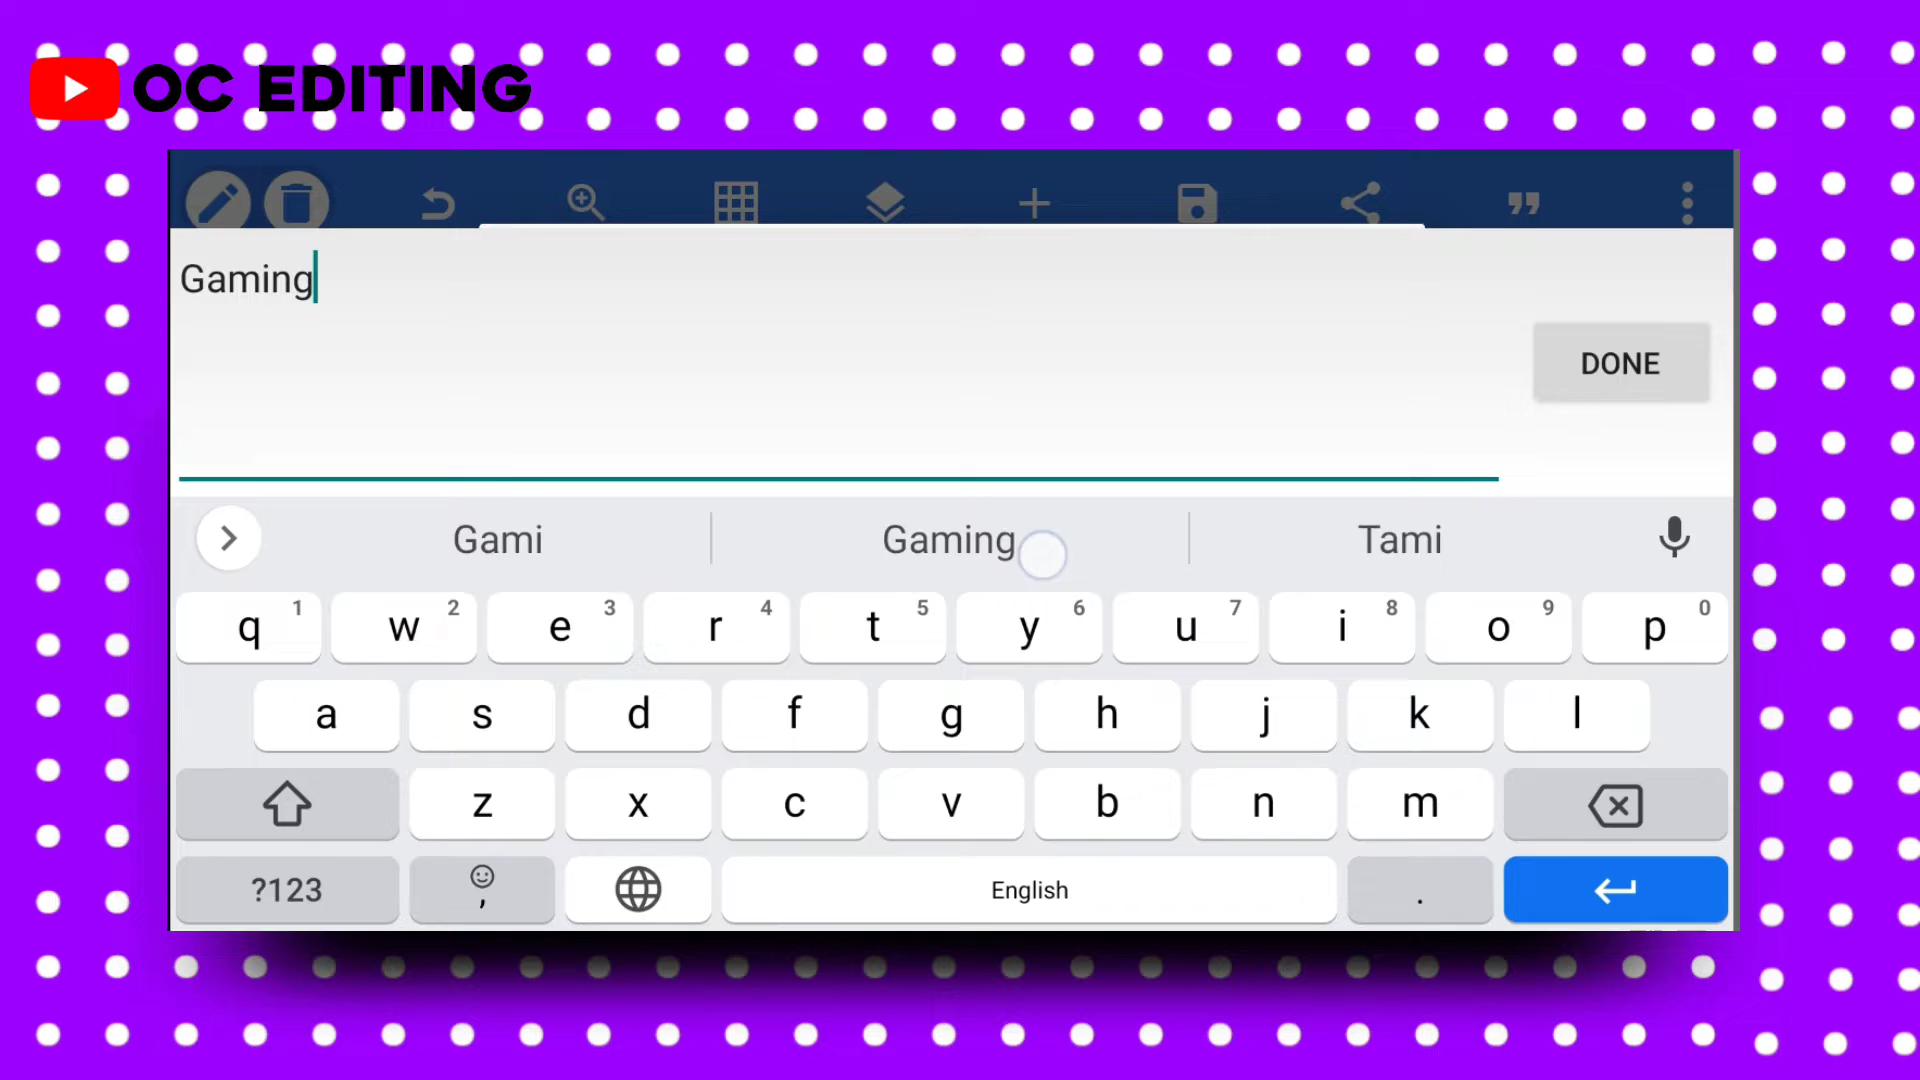 OC EDITING
Gaming
DONE
Gami Gaming Tami
q 1 w 2 e 3 r 4 t 5 y 6 u 7 i 8 o 9 p 0
a s d f g h j k l
z x c v b n m
?123 , English .